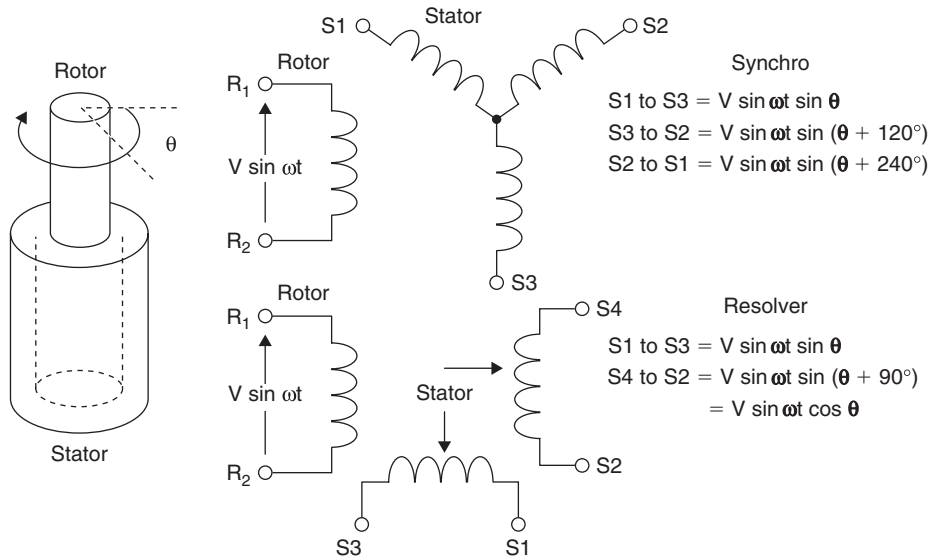 Rotor
θ
Stator
R1
Rotor
V sin ωt
R2
S1
Stator
S2
S3
Synchro
S1 to S3 = V sin ωt sin θ
S3 to S2 = V sin ωt sin (θ + 120°)
S2 to S1 = V sin ωt sin (θ + 240°)
R1
Rotor
V sin ωt
R2
Stator
S4
S2
S3
S1
Resolver
S1 to S3 = V sin ωt sin θ
S4 to S2 = V sin ωt sin (θ + 90°)
= V sin ωt cos θ